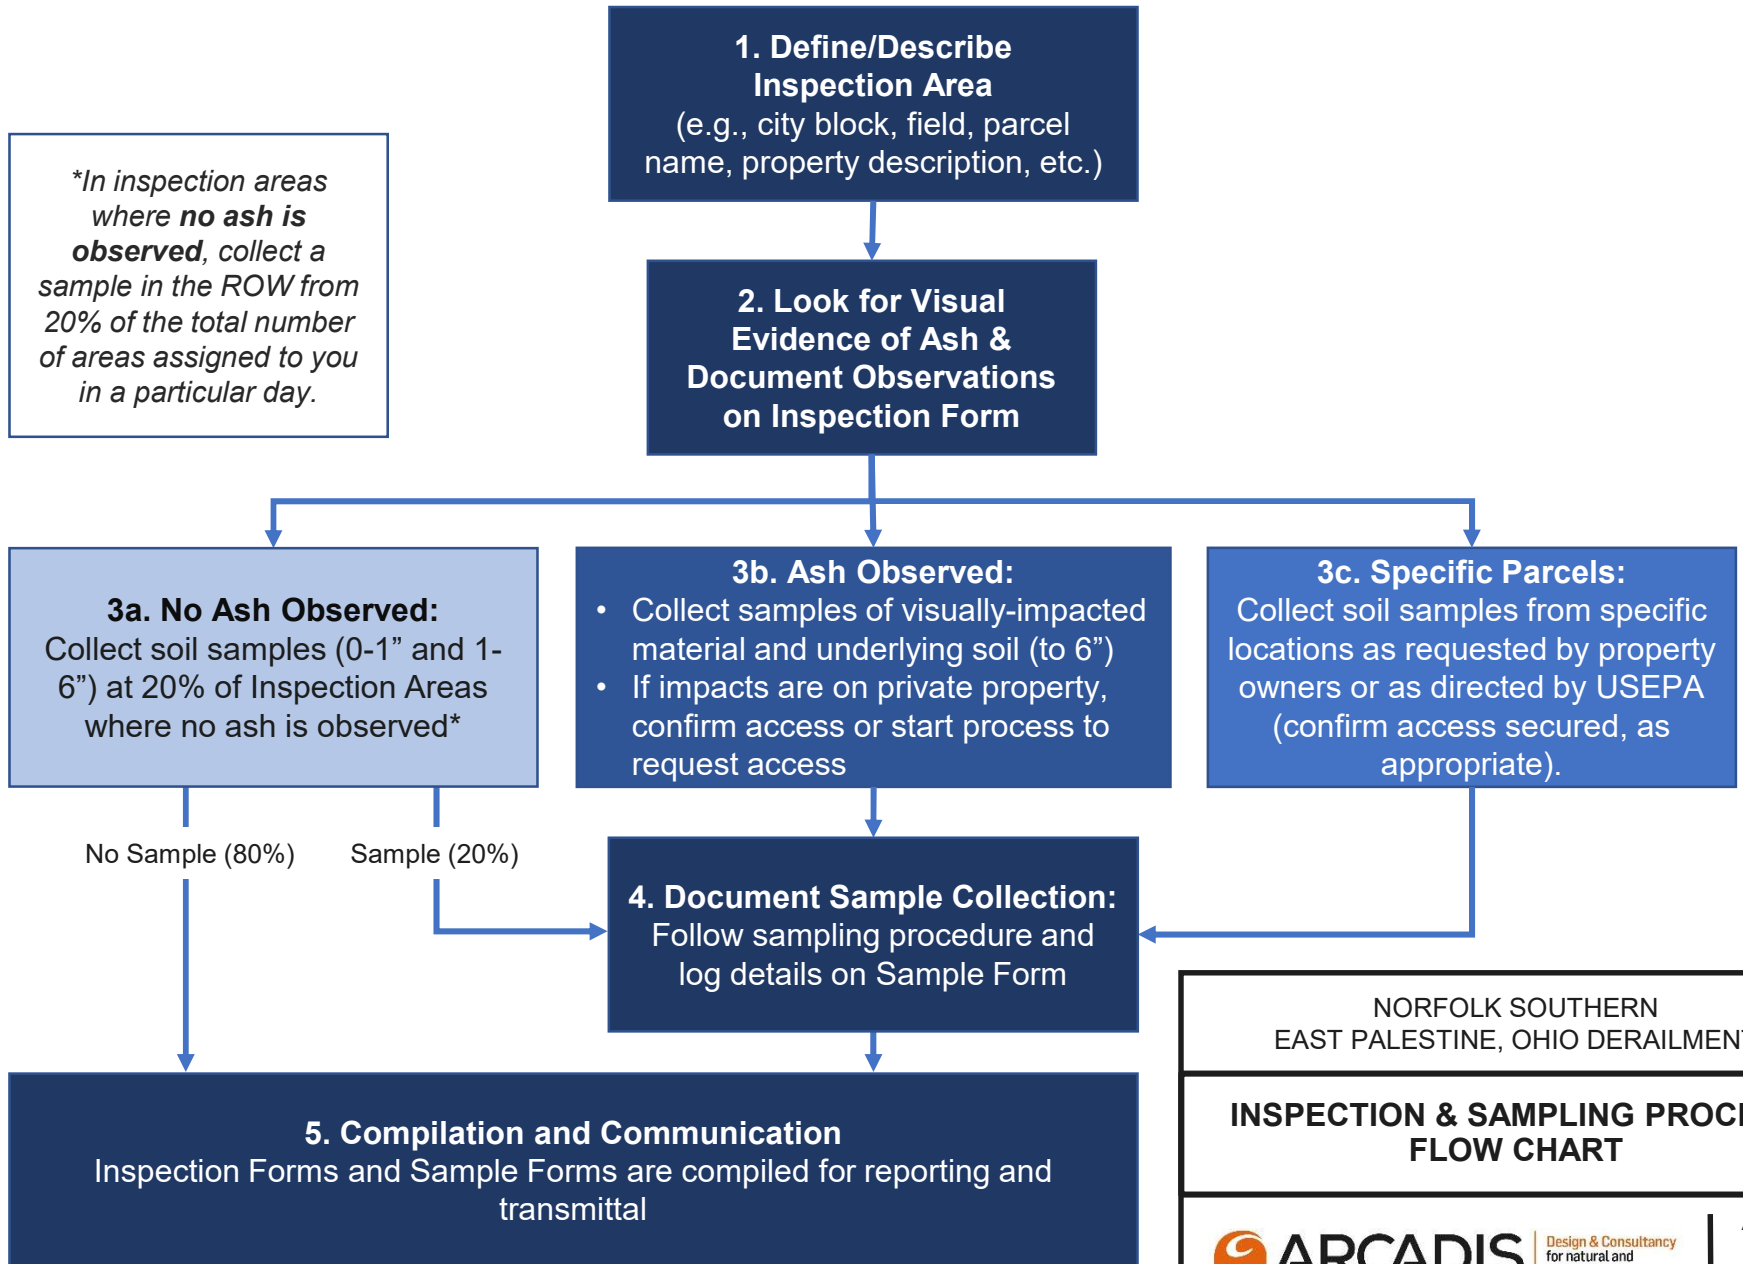 1. Define/Describe
Inspection Area
(e.g., city block, field, parcel
name, property description, etc.)
*In inspection areas
where no ash is
observed, collect a
sample in the ROW from
20% of the total number
of areas assigned to you
in a particular day.
2. Look for Visual
Evidence of Ash &
Document Observations
on Inspection Form
3a. No Ash Observed:
Collect soil samples (0-1” and 1-
6”) at 20% of Inspection Areas
where no ash is observed*
3b. Ash Observed:
• Collect samples of visually-impacted
material and underlying soil (to 6”)
• If impacts are on private property,
confirm access or start process to
request access
3c. Specific Parcels:
Collect soil samples from specific
locations as requested by property
owners or as directed by USEPA
(confirm access secured, as
appropriate).
No Sample (80%)
Sample (20%)
4. Document Sample Collection:
Follow sampling procedure and
log details on Sample Form
5. Compilation and Communication
Inspection Forms and Sample Forms are compiled for reporting and
transmittal
NORFOLK SOUTHERN
EAST PALESTINE, OHIO DERAILMENT
INSPECTION & SAMPLING
FLOW CHART
ARCADIS
Design & Consultancy
for natural and